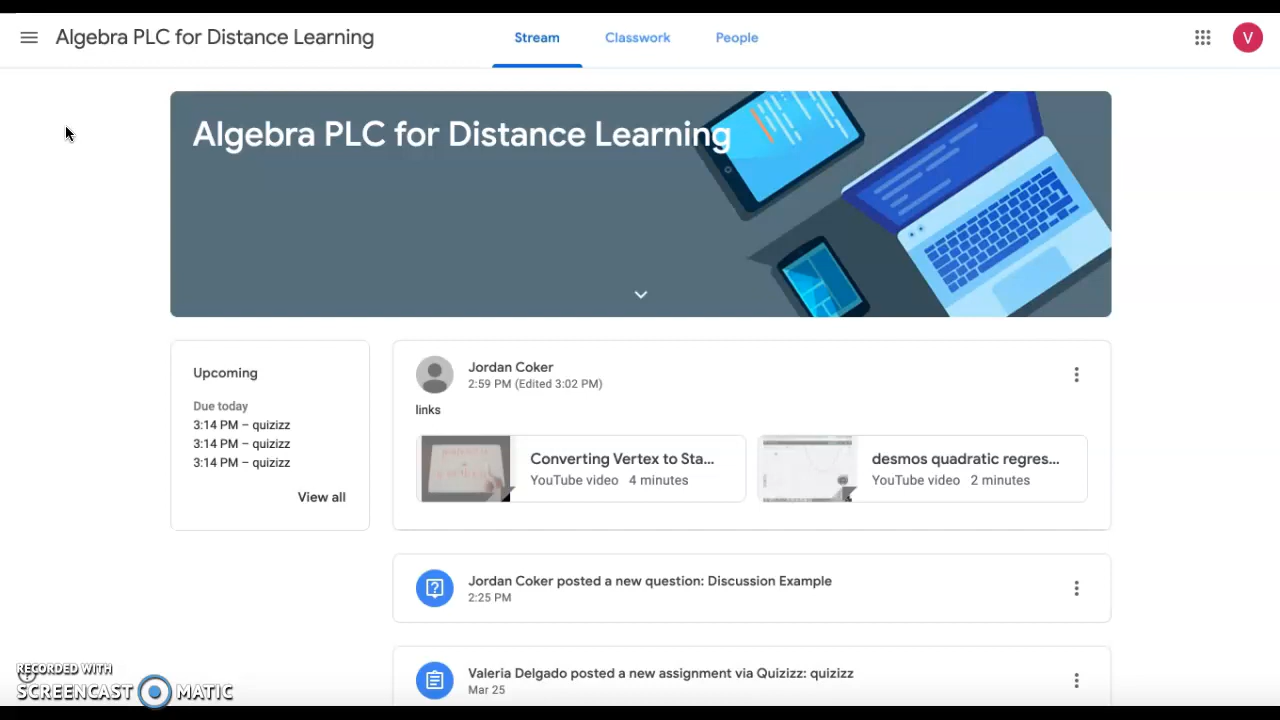 Algebra PLC for Distance Learning
Stream
Classwork
People
V
Algebra PLC for Distance Learning
Upcoming
Due today
3:14 PM – quizizz
3:14 PM – quizizz
3:14 PM – quizizz
View all
Jordan Coker
2:59 PM (Edited 3:02 PM)
links
Converting Vertex to Sta...
YouTube video 4 minutes
desmos quadratic regres...
YouTube video 2 minutes
Jordan Coker posted a new question: Discussion Example
2:25 PM
Valeria Delgado posted a new assignment via Quizizz: quizizz
Mar 25
RECORDED WITH
SCREENCAST MATIC